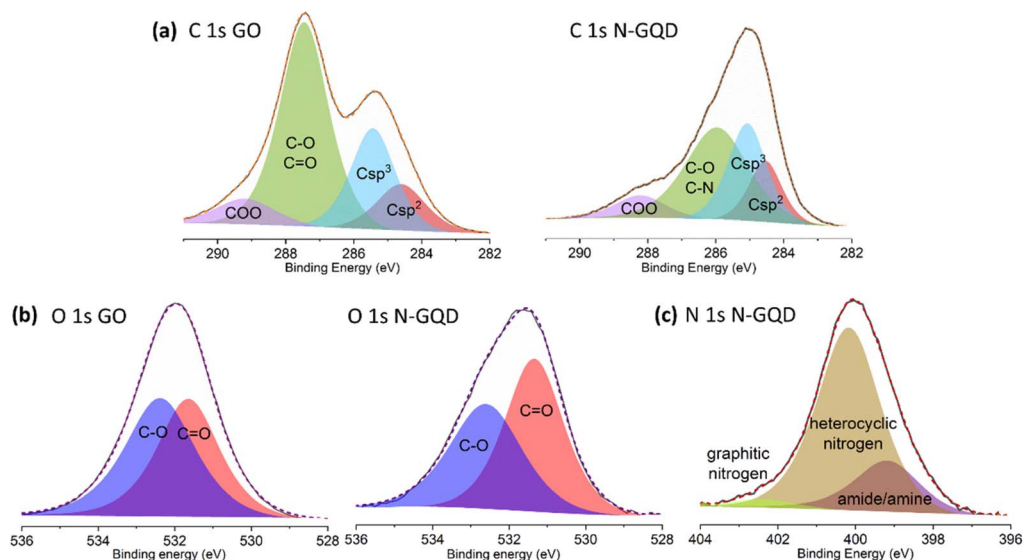 (a) C 1s GO
C-O
C=O
Csp³
Csp²
COO
290 288 286 284 282
Binding Energy (eV)
C 1s N-GQD
C-O
C-N
Csp³
Csp²
COO
290 288 286 284 282
Binding Energy (eV)
(b) O 1s GO
C-O
C=O
536 534 532 530 528
Binding energy (eV)
O 1s N-GQD
C-O
C=O
536 534 532 530 528
Binding energy (eV)
(c) N 1s N-GQD
graphitic
nitrogen
heterocyclic
nitrogen
amide/amine
404 402 400 398 396
Binding energy (eV)